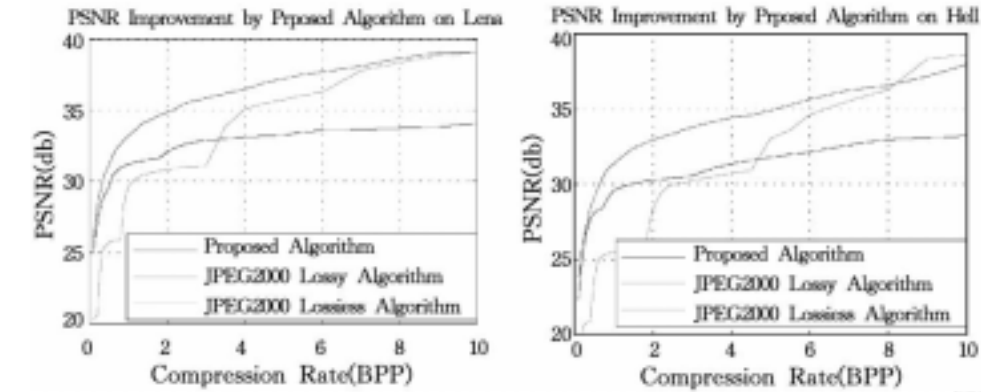 PSNR Improvement by Prposed Algorithm on Lena
40
35
30
25
20
PSNR(db)
Proposed Algorithm
JPEG2000 Lossy Algorithm
JPEG2000 Lossiess Algorithm
0 2 4 6 8 10
Compression Rate(BPP)
PSNR Improvement by Prposed Algorithm on Hell
40
35
30
25
20
PSNR(db)
Proposed Algorithm
JPEG2000 Lossy Algorithm
JPEG2000 Lossiess Algorithm
0 2 4 6 8 10
Compression Rate(BPP)